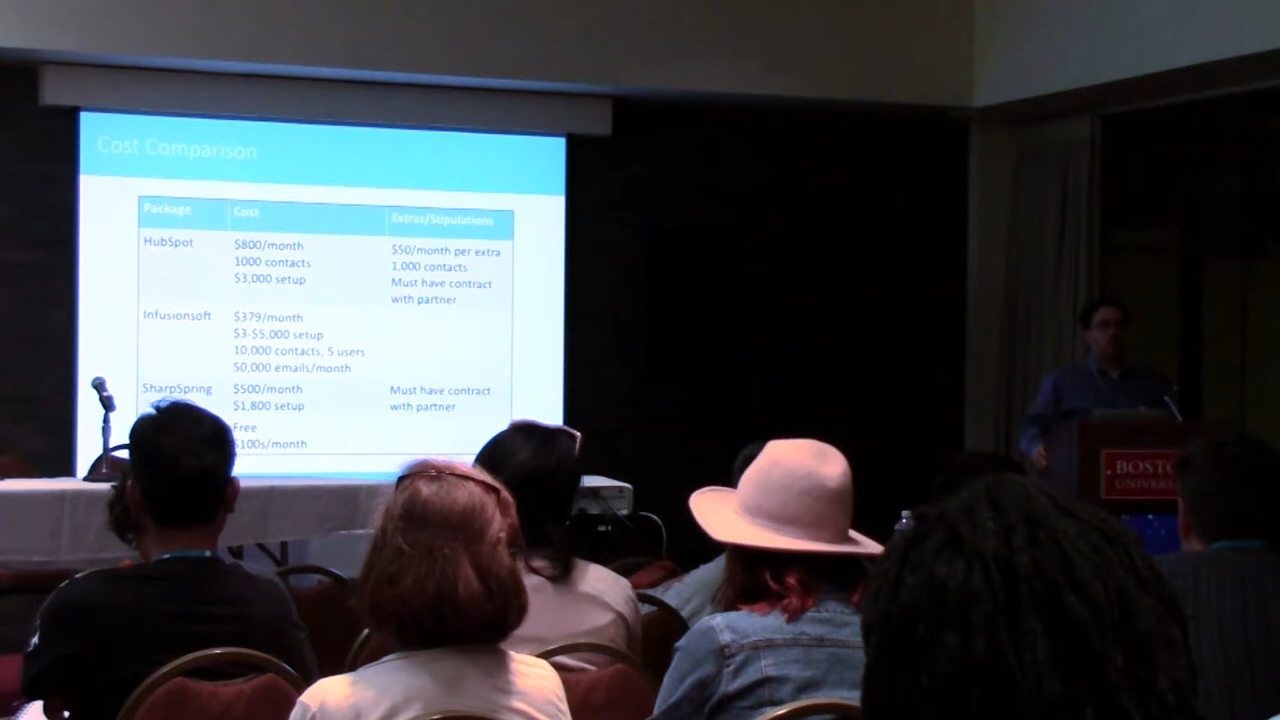 Cost Comparison
Package Cost Extras/Stipulations
HubSpot $800/month $50/month per extra
1000 contacts 1,000 contacts
$3,000 setup Must have contract
with partner
Infusionsoft $379/month
$3-$5,000 setup
10,000 contacts, 5 users
50,000 emails/month
SharpSpring $500/month Must have contract
$1,800 setup with partner
Free
$100s/month
BOSTO
UNIVERS